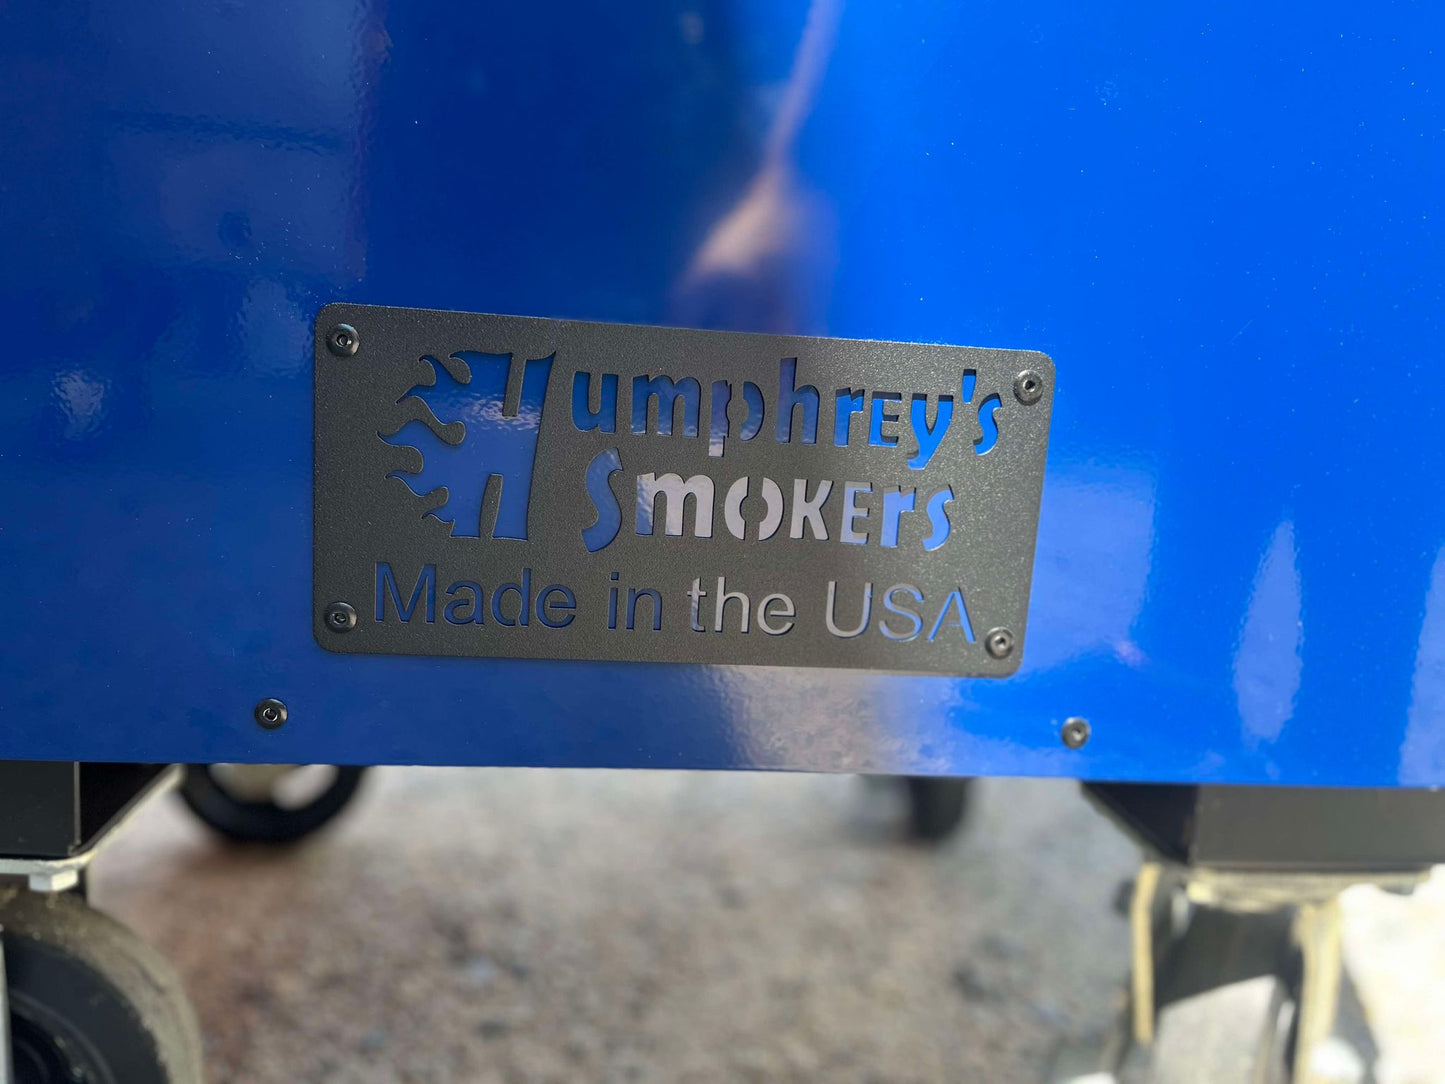 Humphrey's
Smokers
Made in the USA